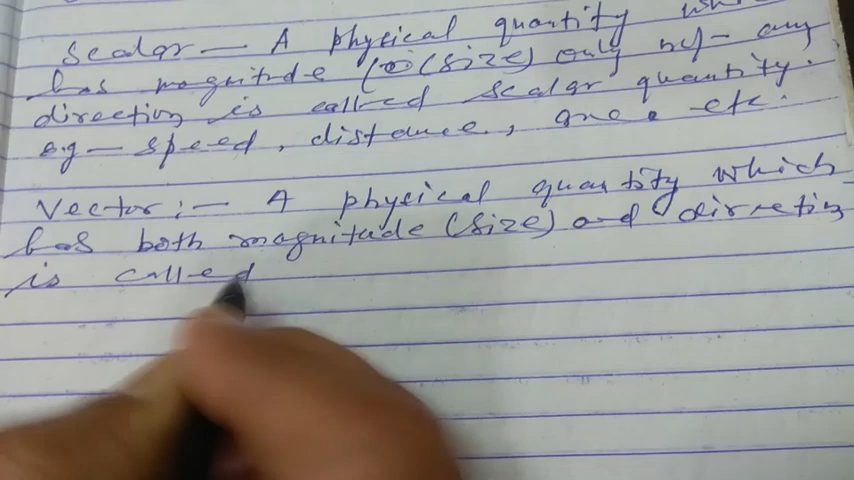 Scalar — A physical quantity
has magnitude (size) only w/- any
direction is called scalar quantity.
e.g — speed, distance, etc.
Vector :- A physical quantity which
has both magnitude (size) and direction
is called